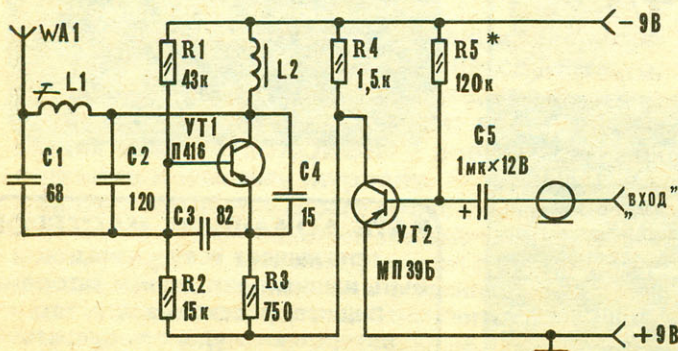 WA1
L1
C1
68
C2
120
R1
43к
L2
VT1
П416
C3 82
C4
15
R2
15к
R3
750
R4
1,5к
R5*
120к
C5
1мк×12В
+
VT2
МП39Б
−9В
„ВХОД"
+9В